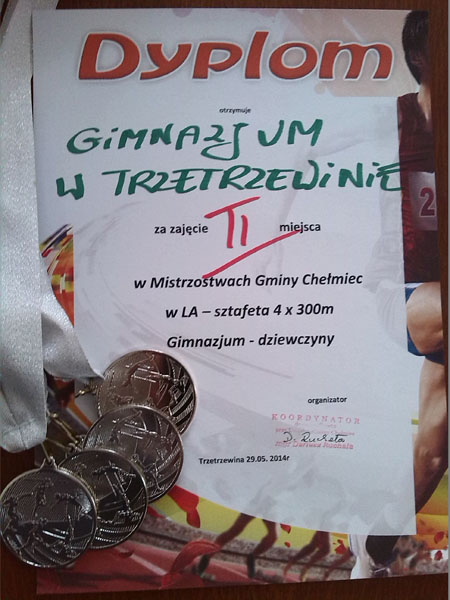 Dyplom
otrzymuje
GIMNAZJUM
W TRZETRZEWINIE
za zajęcie II miejsca
w Mistrzostwach Gminy Chełmiec
w LA – sztafeta 4 x 300m
Gimnazjum - dziewczyny
organizator
KOORDYNATOR
Trzetrzewina 29.05. 2014r
2